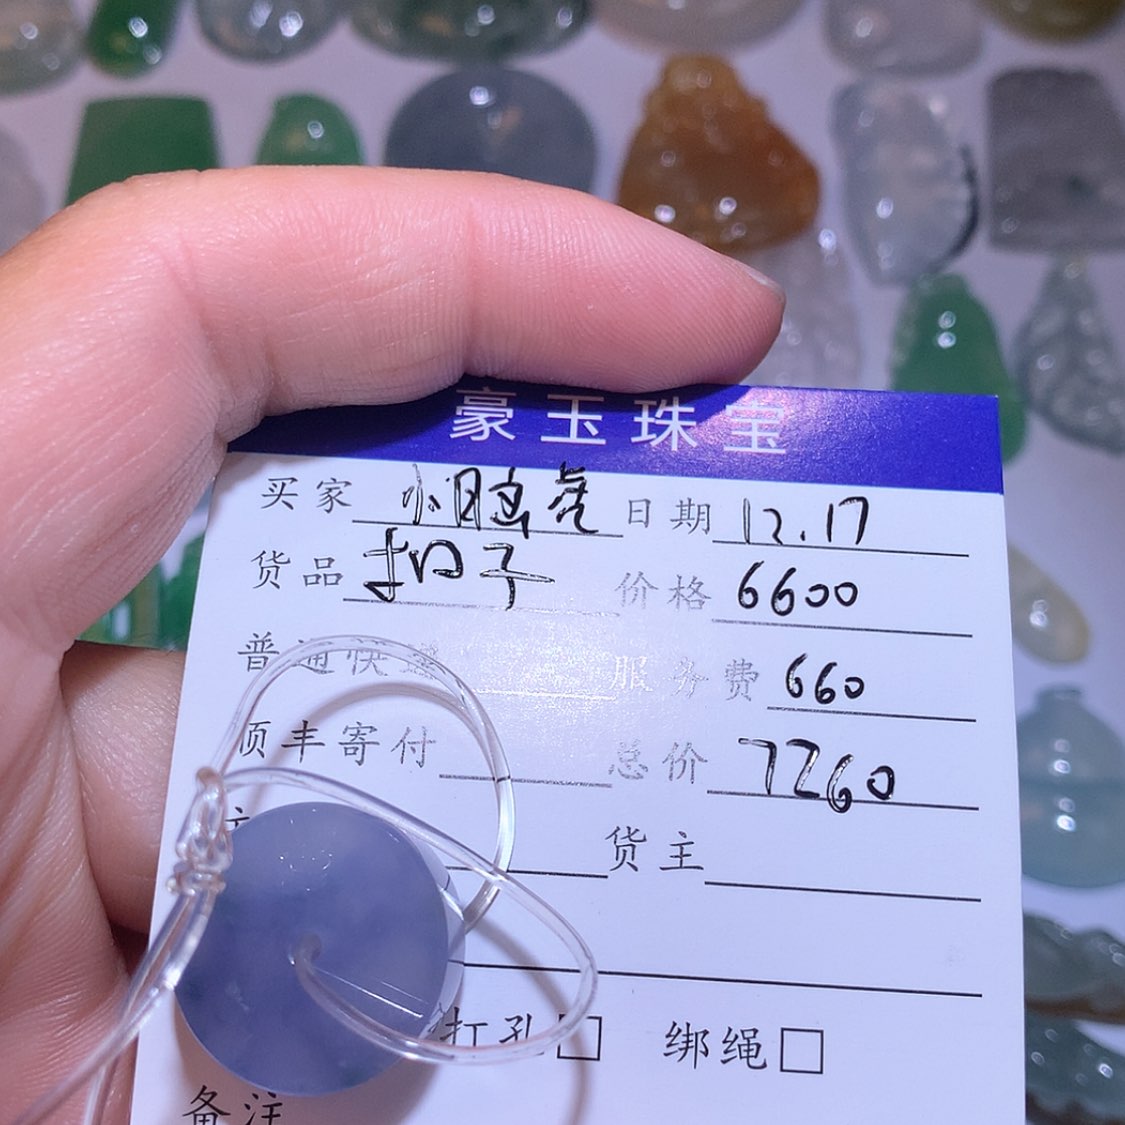 豪玉珠宝
买家 小 虎 日期 12.17
货品 扣子 价格 6600
普通快递 服务费 660
顺丰寄付 总价 7260
货主
打孔□ 绑绳□
备注